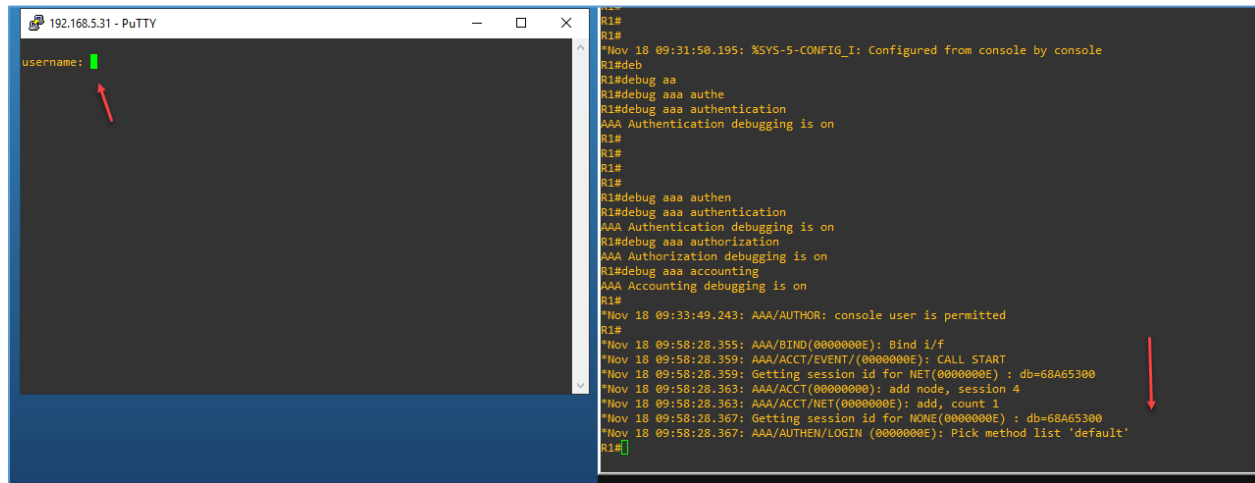 192.168.5.31 - PuTTY
username:
R1#
R1#
*Nov 18 09:31:50.195: %SYS-5-CONFIG_I: Configured from console by console
R1#deb
R1#debug aa
R1#debug aaa authe
R1#debug aaa authentication
AAA Authentication debugging is on
R1#
R1#
R1#
R1#
R1#debug aaa authen
R1#debug aaa authentication
AAA Authentication debugging is on
R1#debug aaa authorization
AAA Authorization debugging is on
R1#debug aaa accounting
AAA Accounting debugging is on
R1#
*Nov 18 09:33:49.243: AAA/AUTHOR: console user is permitted
R1#
*Nov 18 09:58:28.355: AAA/BIND(0000000E): Bind i/f
*Nov 18 09:58:28.359: AAA/ACCT/EVENT/(0000000E): CALL START
*Nov 18 09:58:28.359: Getting session id for NET(0000000E) : db=68A65300
*Nov 18 09:58:28.363: AAA/ACCT(00000000): add node, session 4
*Nov 18 09:58:28.363: AAA/ACCT/NET(0000000E): add, count 1
*Nov 18 09:58:28.367: Getting session id for NONE(0000000E) : db=68A65300
*Nov 18 09:58:28.367: AAA/AUTHEN/LOGIN (0000000E): Pick method list 'default'
R1#